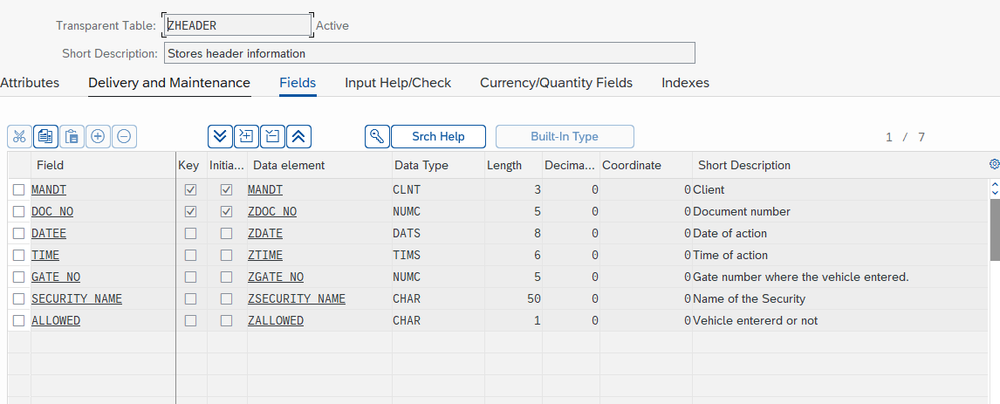 Transparent Table: ZHEADER Active
Short Description: Stores header information
Attributes Delivery and Maintenance Fields Input Help/Check Currency/Quantity Fields Indexes
Srch Help Built-In Type 1 / 7
Field Key Initia... Data element Data Type Length Decima... Coordinate Short Description
MANDT MANDT CLNT 3 0 0 Client
DOC_NO ZDOC_NO NUMC 5 0 0 Document number
DATEE ZDATE DATS 8 0 0 Date of action
TIME ZTIME TIMS 6 0 0 Time of action
GATE_NO ZGATE_NO NUMC 5 0 0 Gate number where the vehicle entered.
SECURITY_NAME ZSECURITY_NAME CHAR 50 0 0 Name of the Security
ALLOWED ZALLOWED CHAR 1 0 0 Vehicle entererd or not